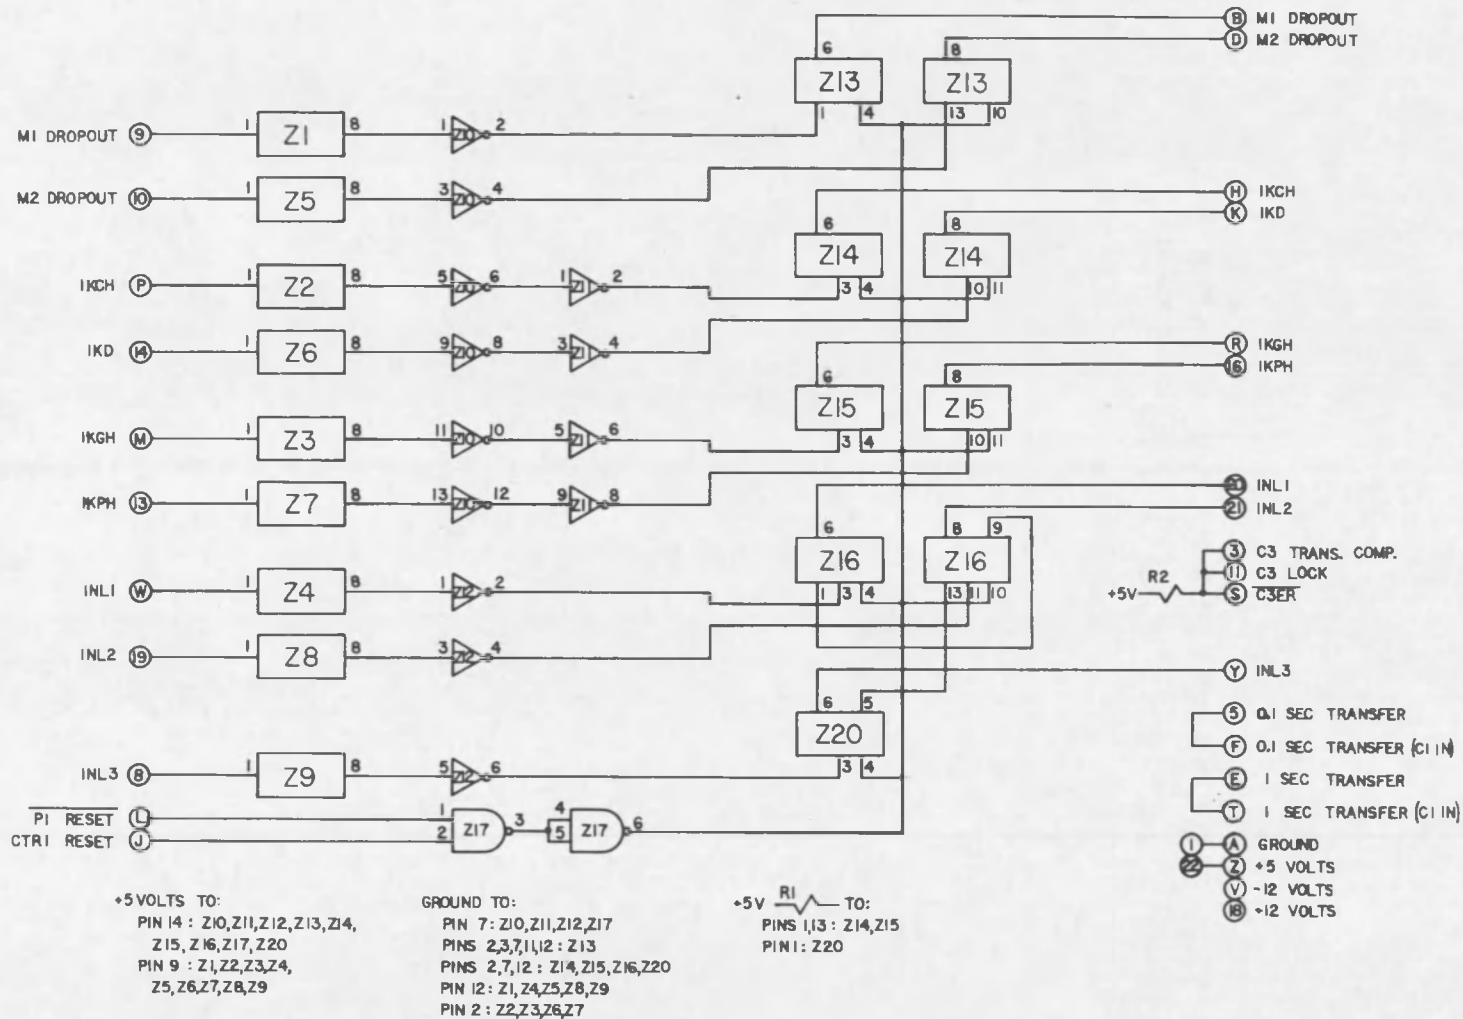 B M1 DROPOUT
D M2 DROPOUT
6 8
Z13 Z13
1 4 13 10
M1 DROPOUT 9 1 Z1 8 1 Z10 2
M2 DROPOUT 10 1 Z5 8 3 Z10 4
H IKCH
K IKD
6 8
Z14 Z14
3 4 10 11
IKCH P 1 Z2 8 5 Z10 6 1 Z11 2
IKD 14 1 Z6 8 9 Z10 8 3 Z11 4
R IKGH
16 IKPH
6 8
Z15 Z15
3 4 10 11
IKGH M 1 Z3 8 11 Z10 10 5 Z11 6
IKPH 13 1 Z7 8 13 Z10 12 9 Z11 8
20 INL1
21 INL2
6 8 9
Z16 Z16
1 3 4 13 11 10
INL1 W 1 Z4 8 1 Z12 2
INL2 19 1 Z8 8 3 Z12 4
3 C3 TRANS. COMP.
11 C3 LOCK
+5V R2 S C3ER
Y INL3
6 5
Z20
3 4
INL3 8 1 Z9 8 5 Z12 6
5 0.1 SEC TRANSFER
F 0.1 SEC TRANSFER (C1 IN)
E 1 SEC TRANSFER
T 1 SEC TRANSFER (C1 IN)
P1 RESET L 1
CTR1 RESET J 2
Z17 3 4 5 Z17 6
1 A GROUND
22 Z +5 VOLTS
V -12 VOLTS
18 +12 VOLTS
+5 VOLTS TO:
PIN 14 : Z10,Z11,Z12,Z13,Z14,
Z15, Z16,Z17, Z20
PIN 9 : Z1,Z2,Z3,Z4,
Z5,Z6,Z7,Z8,Z9
GROUND TO:
PIN 7: Z10,Z11,Z12,Z17
PINS 2,3,7,11,12 : Z13
PINS 2,7,12 : Z14,Z15,Z16,Z20
PIN 12 : Z1,Z4,Z5,Z8,Z9
PIN 2 : Z2,Z3,Z6,Z7
+5V R1 TO:
PINS 1,13 : Z14,Z15
PIN 1 : Z20